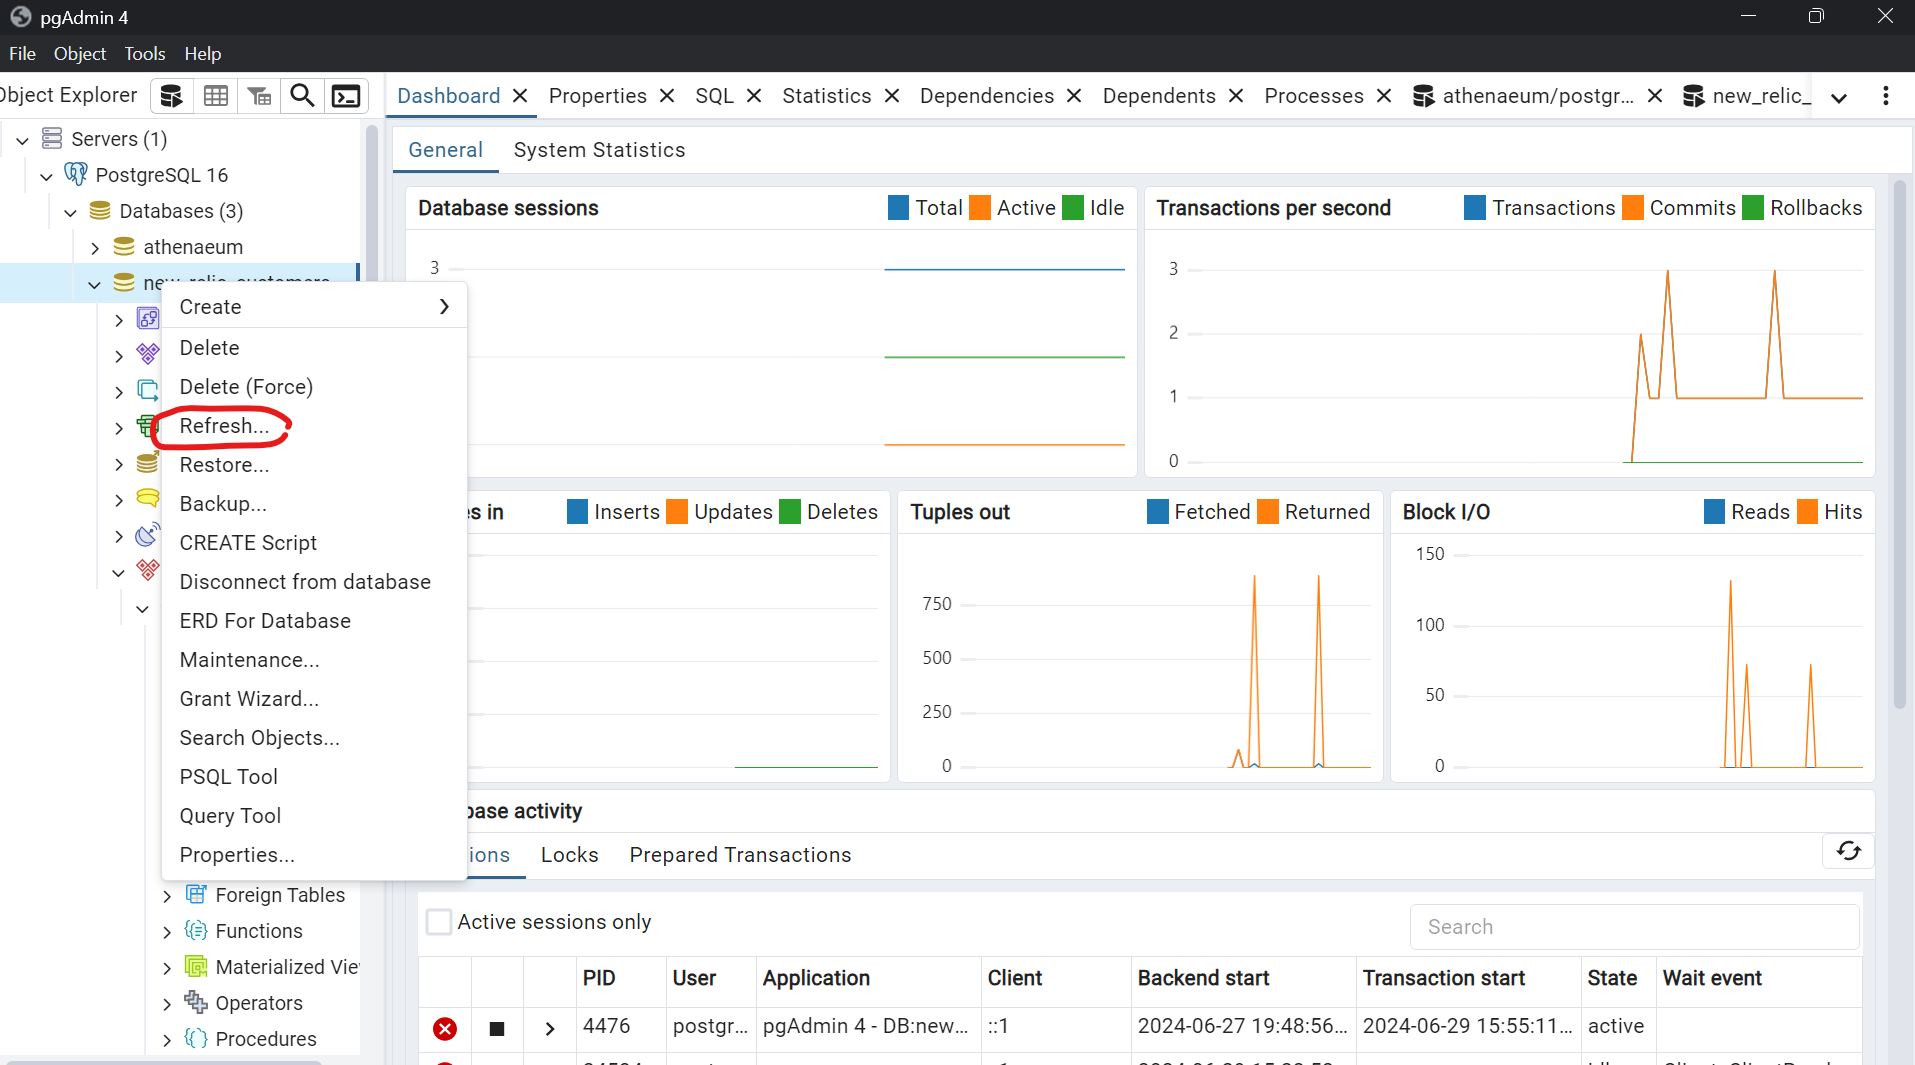 pgAdmin 4
File Object Tools Help
Object Explorer
Dashboard Properties SQL Statistics Dependencies Dependents Processes athenaeum/postgr... new_relic_
Servers (1)
PostgreSQL 16
Databases (3)
athenaeum
new_relic_customers
Create
Delete
Delete (Force)
Refresh...
Restore...
Backup...
CREATE Script
Disconnect from database
ERD For Database
Maintenance...
Grant Wizard...
Search Objects...
PSQL Tool
Query Tool
Properties...
Foreign Tables
Functions
Materialized Vie
Operators
Procedures
General System Statistics
Database sessions Total Active Idle
3
Transactions per second Transactions Commits Rollbacks
3
2
1
0
s in Inserts Updates Deletes
Tuples out Fetched Returned
750
500
250
0
Block I/O Reads Hits
150
100
50
0
base activity
ions Locks Prepared Transactions
Active sessions only
Search
PID User Application Client Backend start Transaction start State Wait event
4476 postgr... pgAdmin 4 - DB:new... ::1 2024-06-27 19:48:56... 2024-06-29 15:55:11... active